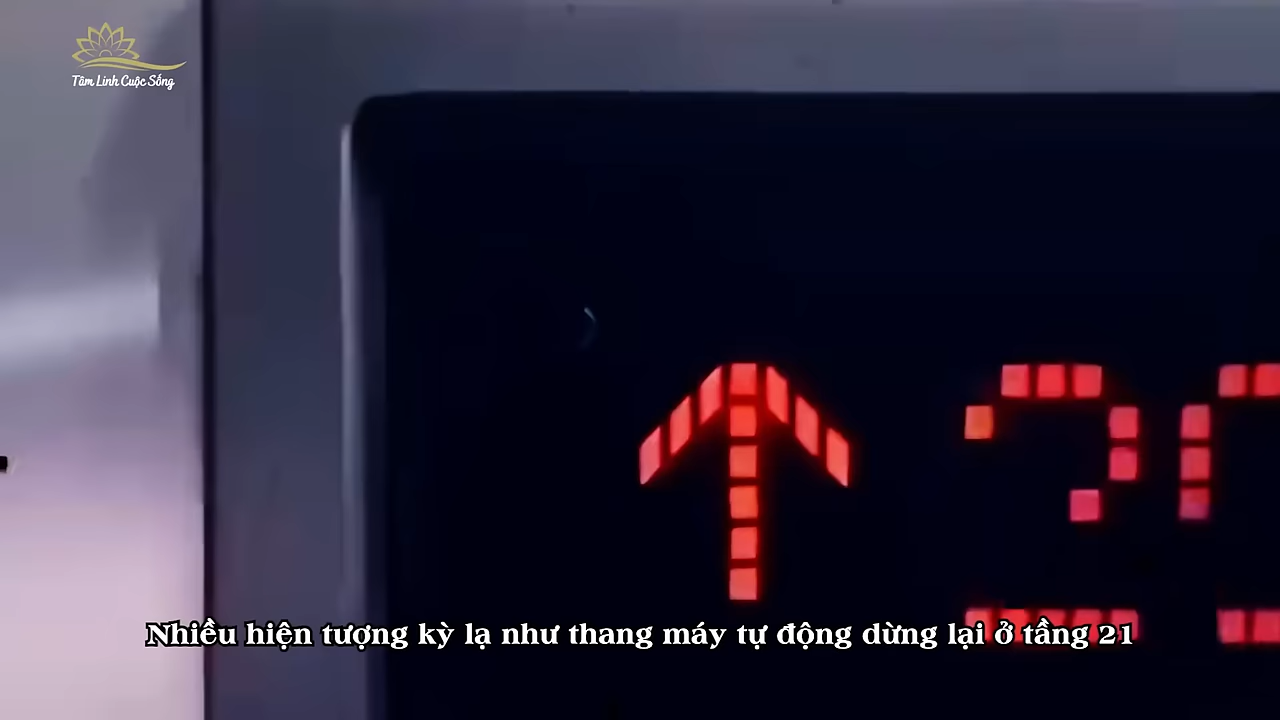 Tâm Linh Cuộc Sống
Nhiều hiện tượng kỳ lạ như thang máy tự động dừng lại ở tầng 21